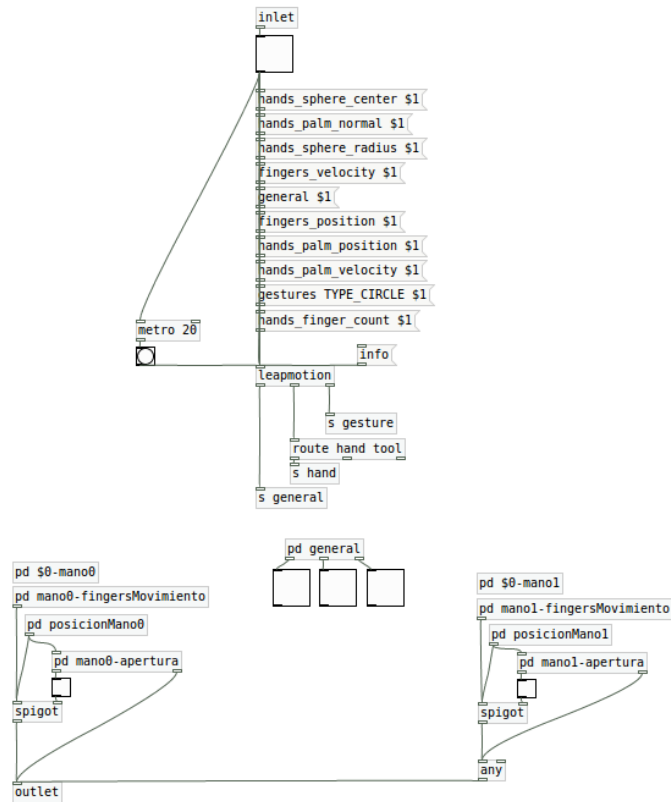 inlet
hands_sphere_center $1
hands_palm_normal $1
hands_sphere_radius $1
fingers_velocity $1
general $1
fingers_position $1
hands_palm_position $1
hands_palm_velocity $1
gestures TYPE_CIRCLE $1
hands_finger_count $1
metro 20
info
leapmotion
s gesture
route hand tool
s hand
s general
pd general
pd $0-mano0
pd mano0-fingersMovimiento
pd posicionMano0
pd mano0-apertura
spigot
outlet
pd $0-mano1
pd mano1-fingersMovimiento
pd posicionMano1
pd mano1-apertura
spigot
any